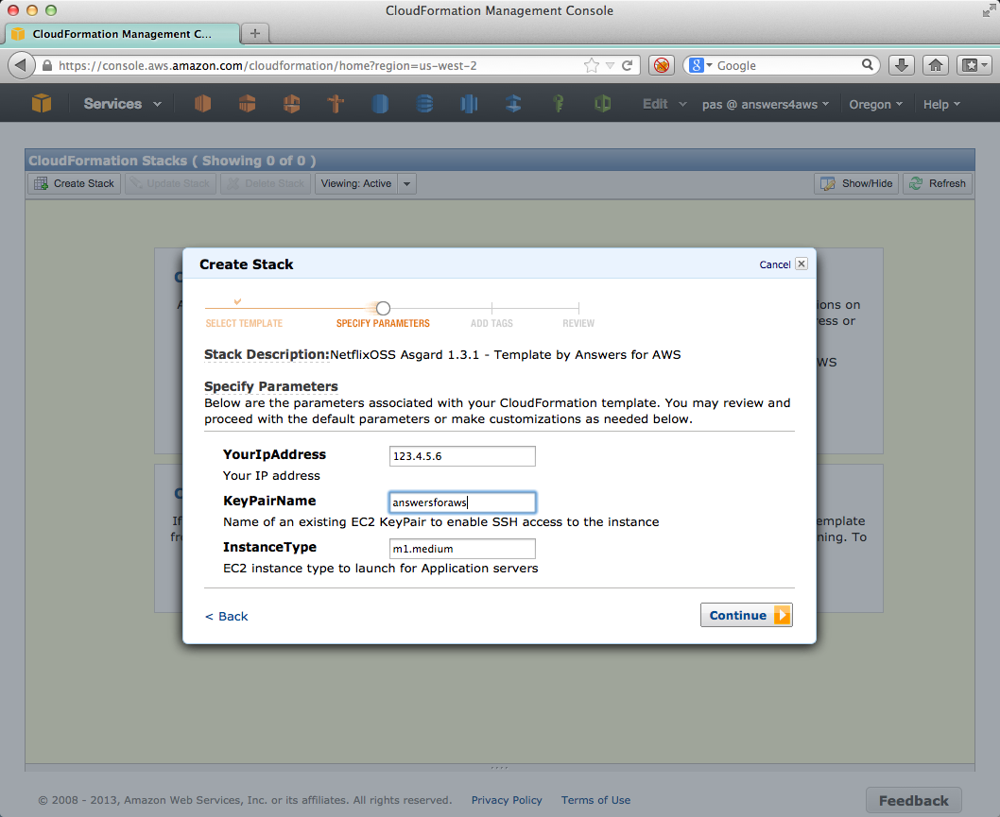 CloudFormation Management Console
CloudFormation Management C...
https://console.aws.amazon.com/cloudformation/home?region=us-west-2
Google
Services
Edit
pas @ answers4aws
Oregon
Help
CloudFormation Stacks ( Showing 0 of 0 )
Create Stack
Update Stack
Delete Stack
Viewing: Active
Show/Hide
Refresh
Create Stack
Cancel
SELECT TEMPLATE
SPECIFY PARAMETERS
ADD TAGS
REVIEW
Stack Description:NetflixOSS Asgard 1.3.1 - Template by Answers for AWS
Specify Parameters
Below are the parameters associated with your CloudFormation template. You may review and
proceed with the default parameters or make customizations as needed below.
YourIpAddress
123.4.5.6
Your IP address
KeyPairName
answersforaws
Name of an existing EC2 KeyPair to enable SSH access to the instance
InstanceType
m1.medium
EC2 instance type to launch for Application servers
< Back
Continue
© 2008 - 2013, Amazon Web Services, Inc. or its affiliates. All rights reserved.
Privacy Policy
Terms of Use
Feedback